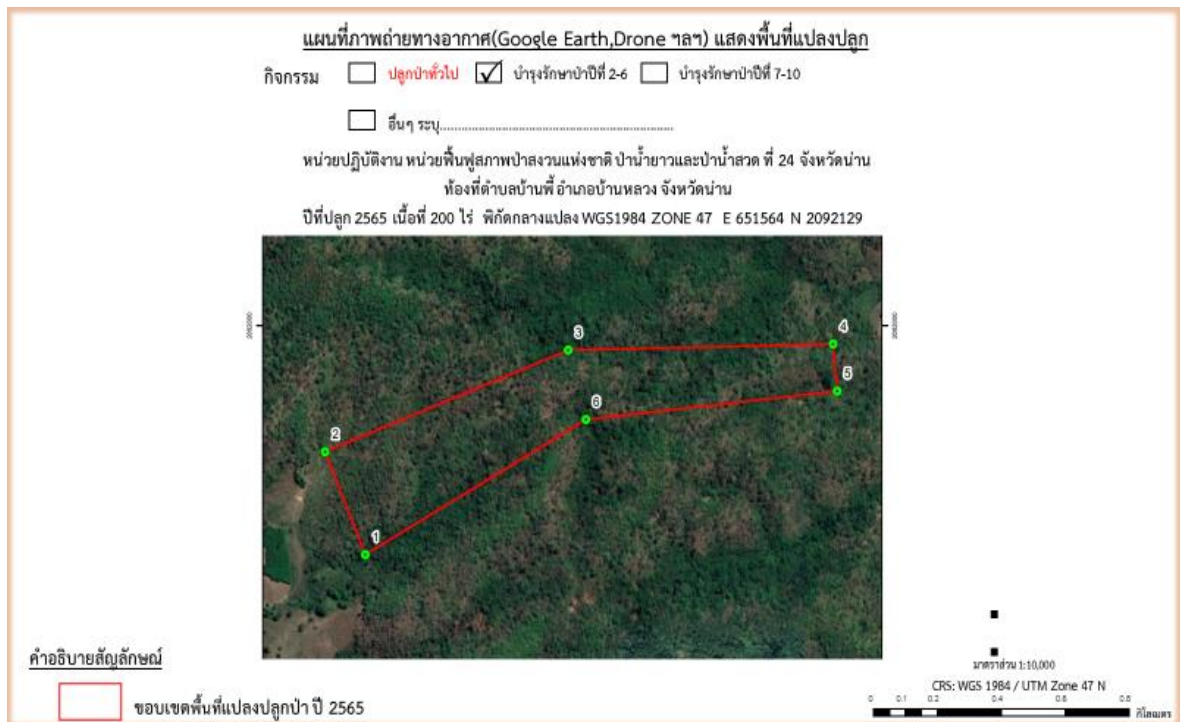 แผนที่ภาพถ่ายทางอากาศ(Google Earth,Drone ฯลฯ) แสดงพื้นที่แปลงปลูก
กิจกรรม ปลูกป่าทั่วไป บำรุงรักษาป่าปีที่ 2-6 บำรุงรักษาป่าปีที่ 7-10
อื่นๆ ระบุ......................................................................
หน่วยปฏิบัติงาน หน่วยฟื้นฟูสภาพป่าสงวนแห่งชาติ ป่าน้ำยาวและป่าน้ำสวด ที่ 24 จังหวัดน่าน
ท้องที่ตำบลบ้านพี้ อำเภอบ้านหลวง จังหวัดน่าน
ปีที่ปลูก 2565 เนื้อที่ 200 ไร่ พิกัดกลางแปลง WGS1984 ZONE 47 E 651564 N 2092129
3
4
5
6
2
1
คำอธิบายสัญลักษณ์
ขอบเขตพื้นที่แปลงปลูกป่า ปี 2565
มาตราส่วน 1:10,000
CRS: WGS 1984 / UTM Zone 47 N
0 0.1 0.2 0.4 0.6 0.8
กิโลเมตร